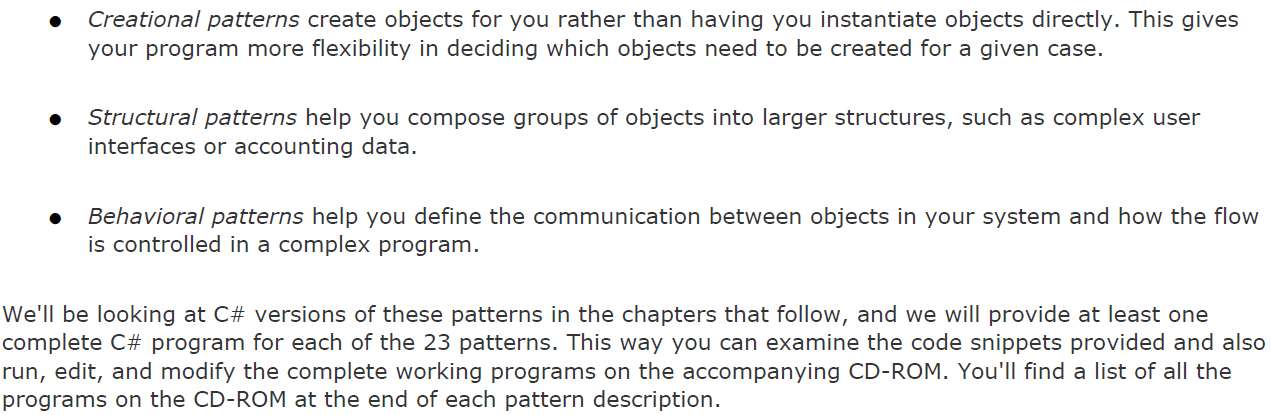 ● Creational patterns create objects for you rather than having you instantiate objects directly. This gives
your program more flexibility in deciding which objects need to be created for a given case.
● Structural patterns help you compose groups of objects into larger structures, such as complex user
interfaces or accounting data.
● Behavioral patterns help you define the communication between objects in your system and how the flow
is controlled in a complex program.
We'll be looking at C# versions of these patterns in the chapters that follow, and we will provide at least one
complete C# program for each of the 23 patterns. This way you can examine the code snippets provided and also
run, edit, and modify the complete working programs on the accompanying CD-ROM. You'll find a list of all the
programs on the CD-ROM at the end of each pattern description.